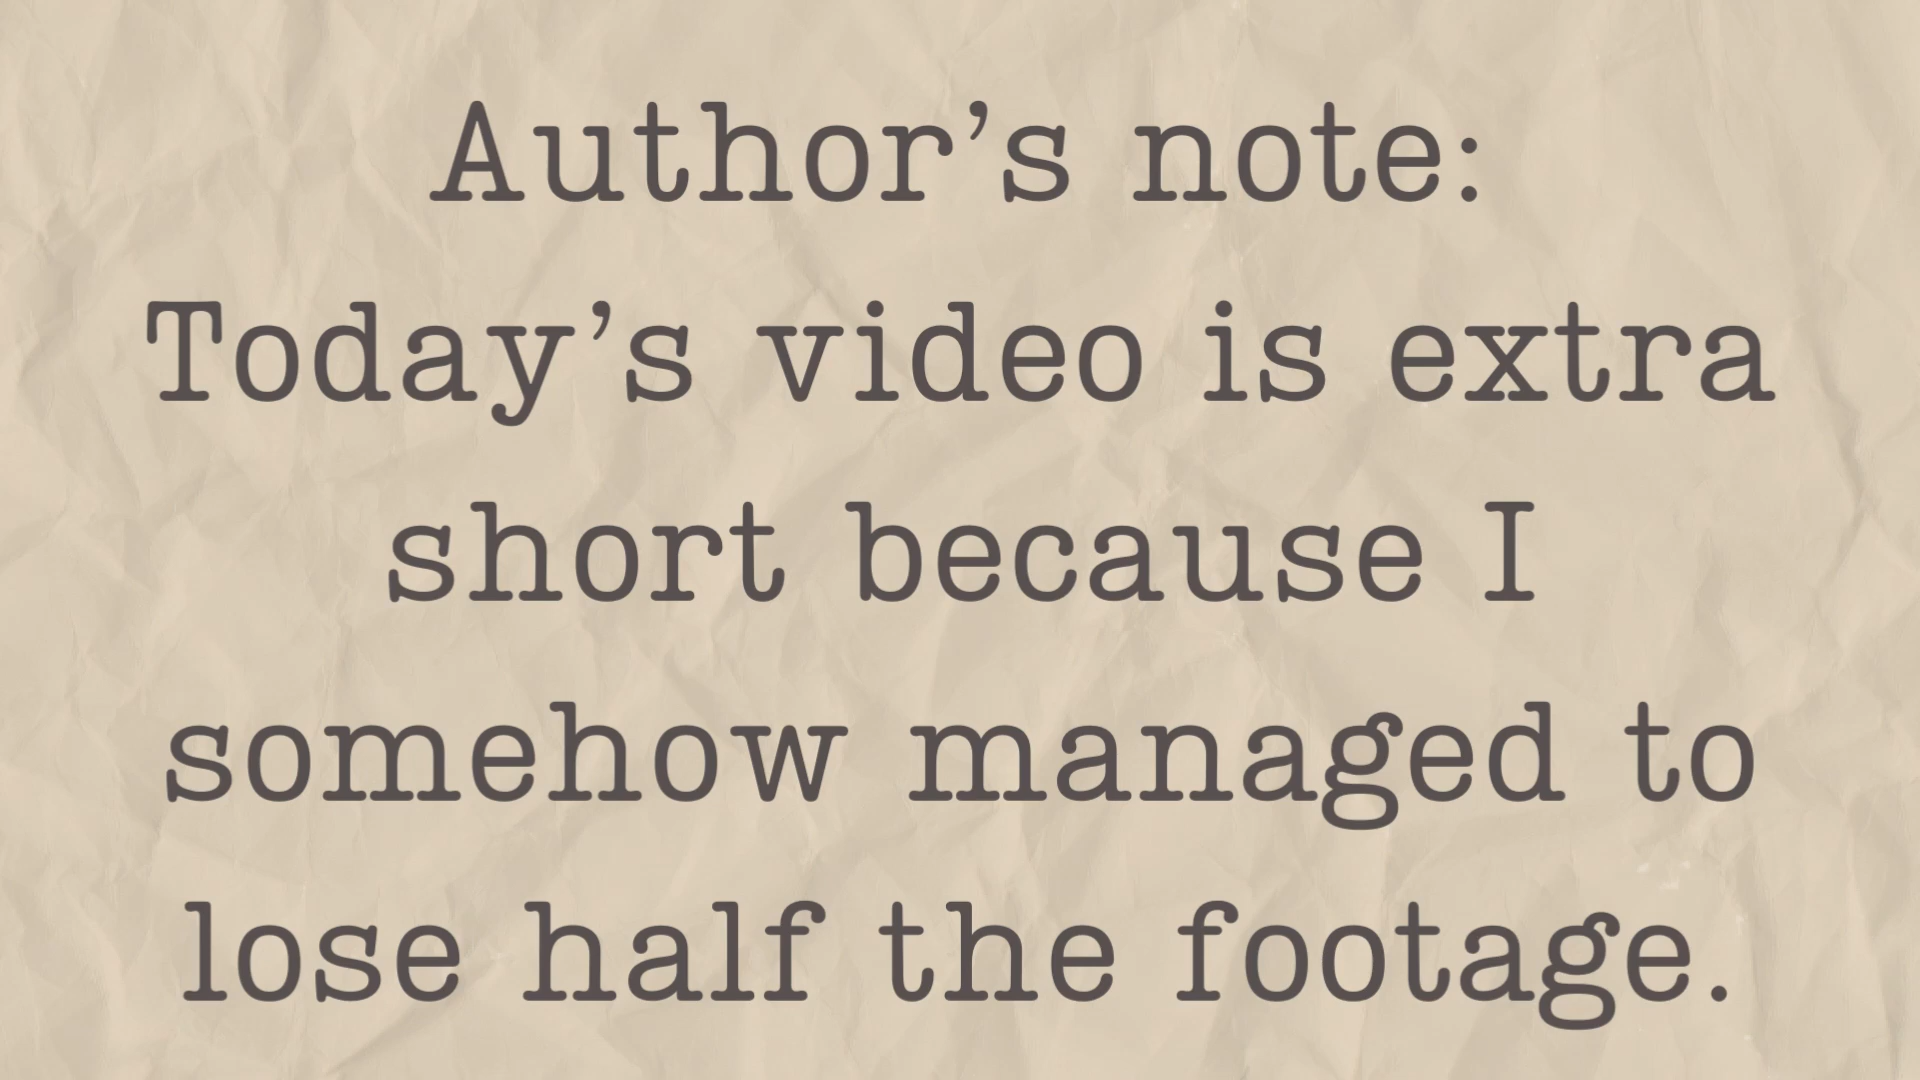 Author’s note:
Today’s video is extra
short because I
somehow managed to
lose half the footage.